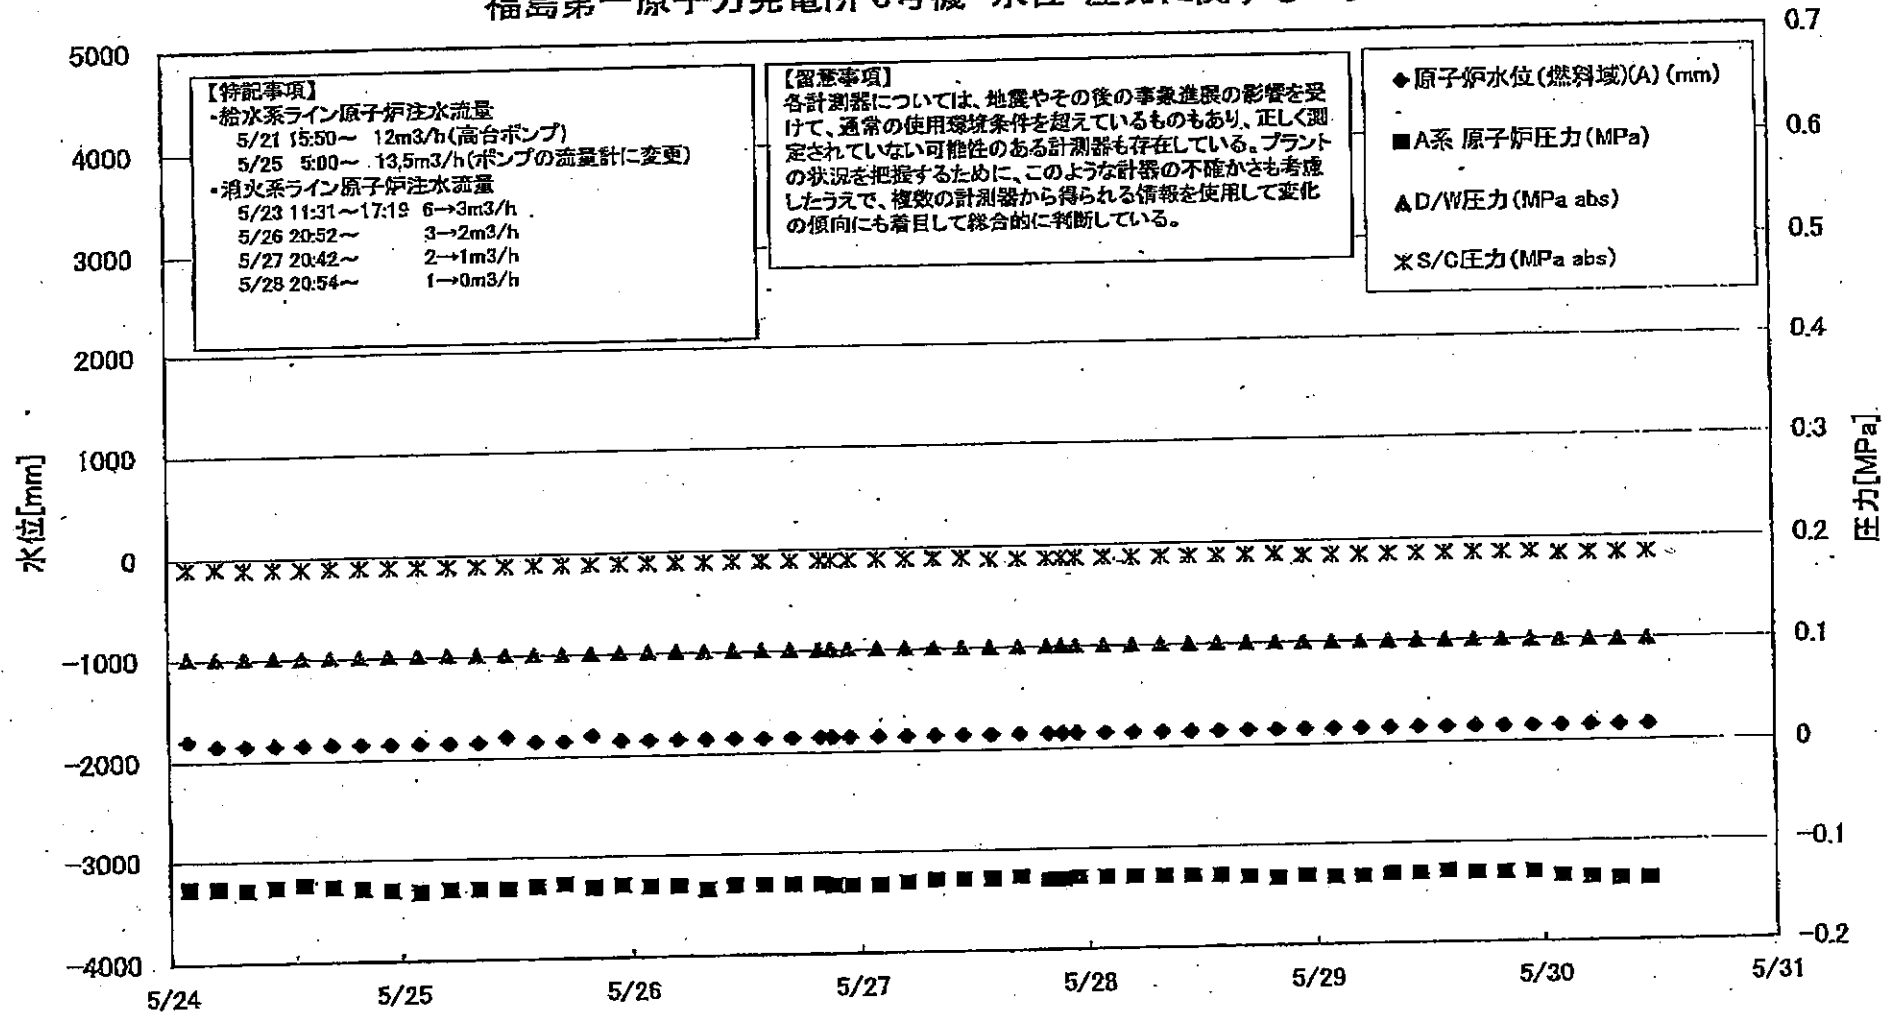 福島第一原子力発電所
5000
4000
3000
2000
1000
0
-1000
-2000
-3000
-4000
水位[mm]
【特記事項】
・給水系ライン原子炉注水流量
5/21 15:50～ 12m3/h(高台ポンプ)
5/25 5:00～ 13.5m3/h(ポンプの流量計に変更)
・消火系ライン原子炉注水流量
5/23 11:31～17:19 6→3m3/h
5/26 20:52～ 3→2m3/h
5/27 20:42～ 2→1m3/h
5/28 20:54～ 1→0m3/h
【留意事項】
各計測器については、地震やその後の事象進展の影響を受
けて、通常の使用環境条件を超えているものもあり、正しく測
定されていない可能性のある計測器も存在している。プラント
の状況を把握するために、このような計器の不確かさも考慮
したうえで、複数の計測器から得られる情報を使用して変化
の傾向にも着目して総合的に判断している。
◆原子炉水位(燃料域)(A)(mm)
■A系 原子炉圧力(MPa)
▲D/W圧力(MPa abs)
S/C圧力(MPa abs)
0.7
0.6
0.5
0.4
0.3
0.2
0.1
0
-0.1
-0.2
圧力[MPa]
5/24
5/25
5/26
5/27
5/28
5/29
5/30
5/31